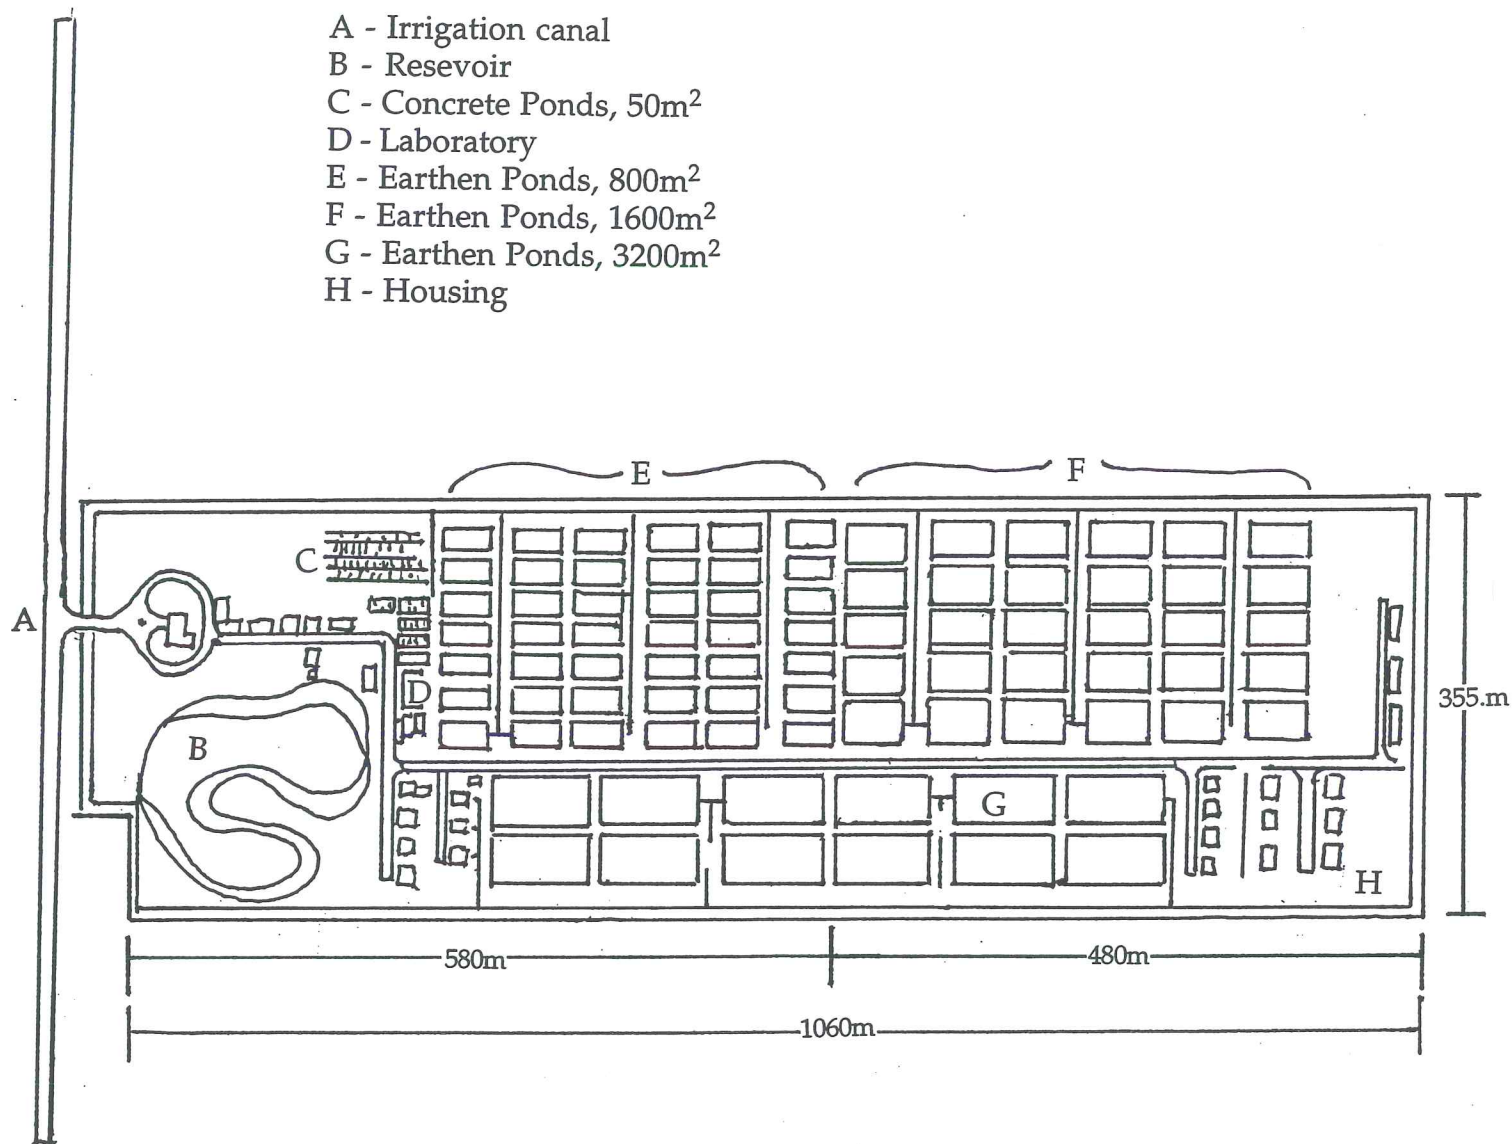 A - Irrigation canal
B - Resevoir
C - Concrete Ponds, 50m²
D - Laboratory
E - Earthen Ponds, 800m²
F - Earthen Ponds, 1600m²
G - Earthen Ponds, 3200m²
H - Housing
E
F
C
A
D
355.m
B
G
H
580m
480m
1060m